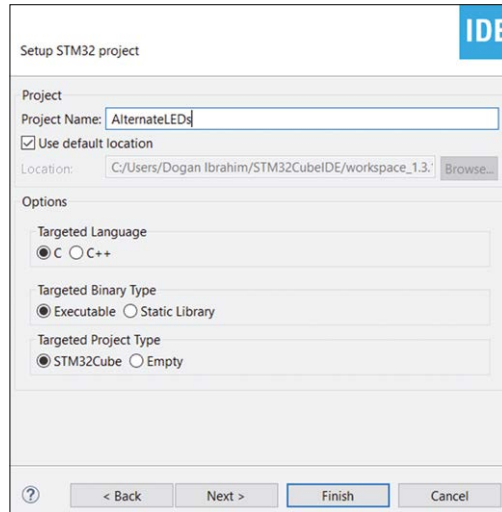 IDE
Setup STM32 project
Project
Project Name: AlternateLEDs
Use default location
Location: C:/Users/Dogan Ibrahim/STM32CubeIDE/workspace_1.3. Browse...
Options
Targeted Language
C C++
Targeted Binary Type
Executable Static Library
Targeted Project Type
STM32Cube Empty
? < Back Next > Finish Cancel